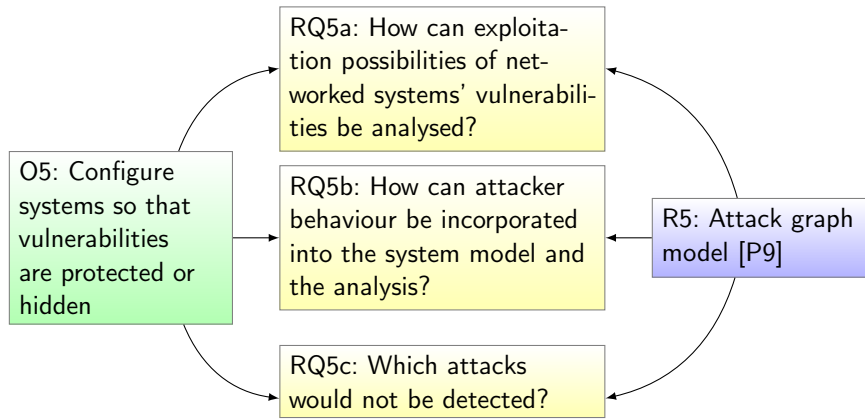 RQ5a: How can exploita-
tation possibilities of net-
worked systems' vulnerabili-
ties be analysed?
O5: Configure
systems so that
vulnerabilities
are protected or
hidden
RQ5b: How can attacker
behaviour be incorporated
into the system model and
the analysis?
R5: Attack graph
model [P9]
RQ5c: Which attacks
would not be detected?